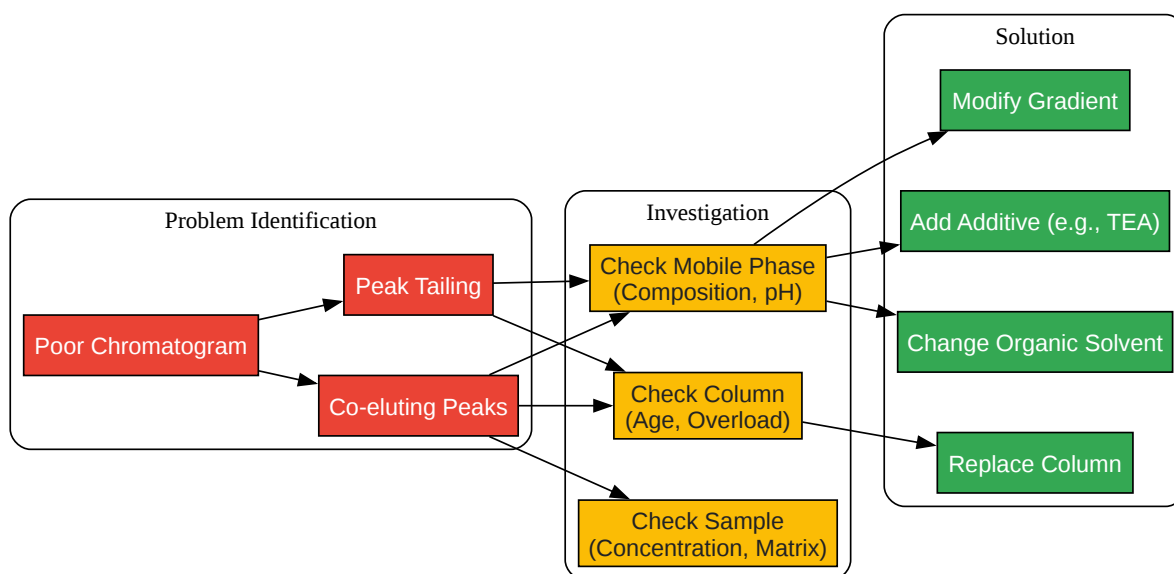 Problem Identification
Poor Chromatogram
Peak Tailing
Co-eluting Peaks
Investigation
Check Mobile Phase
(Composition, pH)
Check Column
(Age, Overload)
Check Sample
(Concentration, Matrix)
Solution
Modify Gradient
Add Additive (e.g., TEA)
Change Organic Solvent
Replace Column